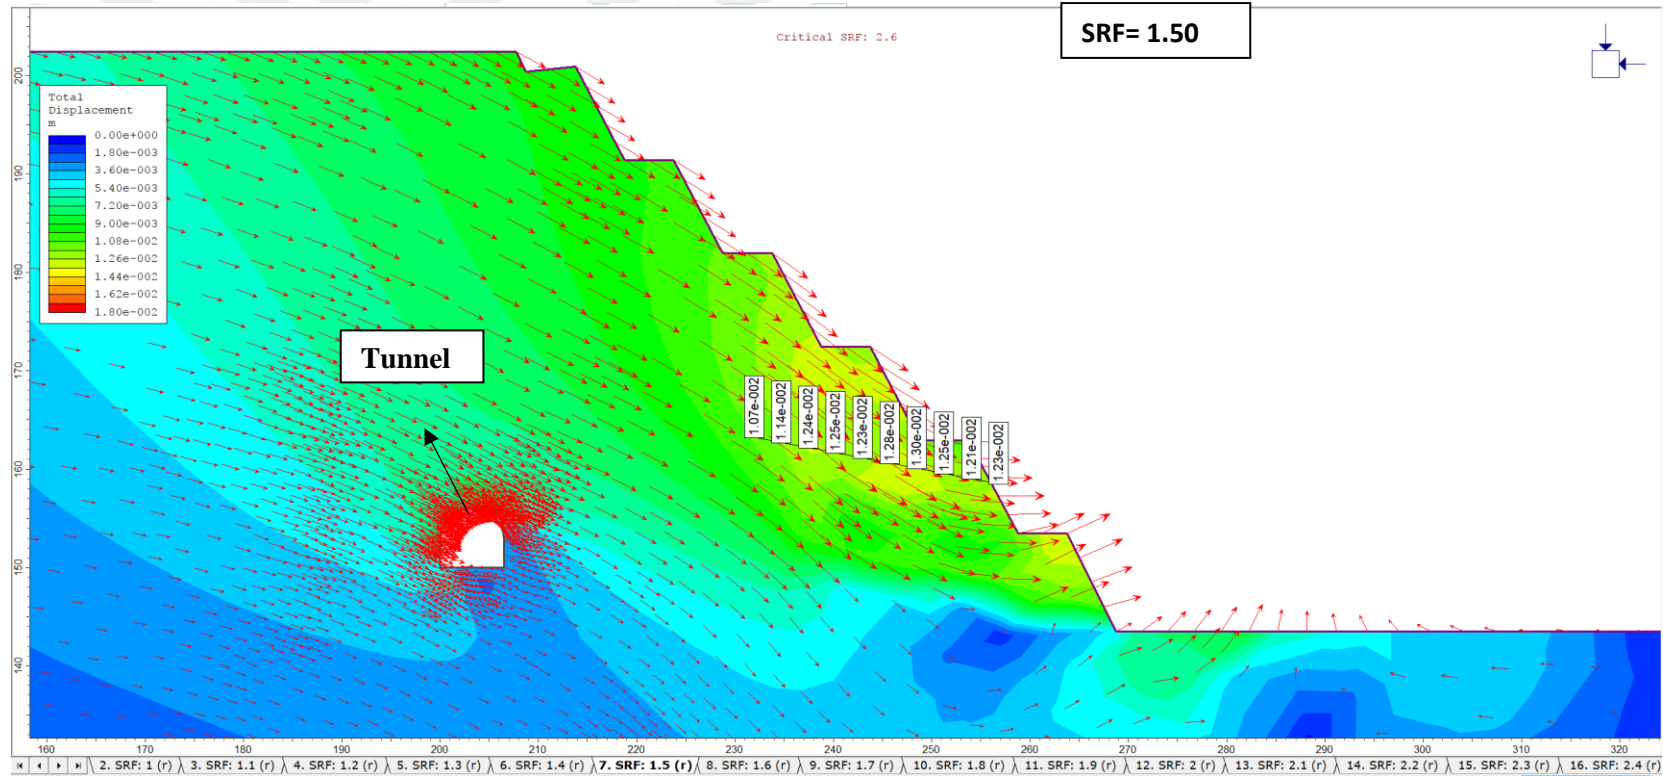 SRF= 1.50
Critical SRF: 2.6
Total
Displacement
m
0.00e+000
1.80e-003
3.60e-003
5.40e-003
7.20e-003
9.00e-003
1.08e-002
1.26e-002
1.44e-002
1.62e-002
1.80e-002
200
190
180
170
160
150
140
Tunnel
1.07e-002
1.14e-002
1.24e-002
1.25e-002
1.23e-002
1.28e-002
1.30e-002
1.25e-002
1.21e-002
1.23e-002
160 170 180 190 200 210 220 230 240 250 260 270 280 290 300 310 320
2. SRF: 1 (r) 3. SRF: 1.1 (r) 4. SRF: 1.2 (r) 5. SRF: 1.3 (r) 6. SRF: 1.4 (r) 7. SRF: 1.5 (r) 8. SRF: 1.6 (r) 9. SRF: 1.7 (r) 10. SRF: 1.8 (r) 11. SRF: 1.9 (r) 12. SRF: 2 (r) 13. SRF: 2.1 (r) 14. SRF: 2.2 (r) 15. SRF: 2.3 (r) 16. SRF: 2.4 (r)